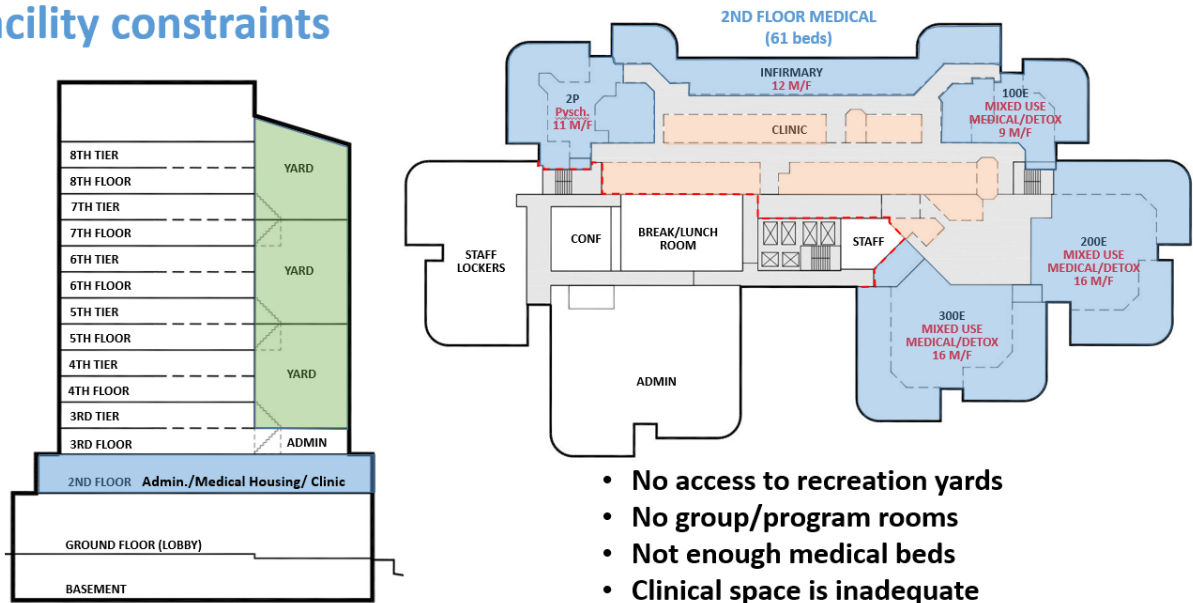 acility constraints
8TH TIER
8TH FLOOR
7TH TIER
7TH FLOOR
6TH TIER
6TH FLOOR
5TH TIER
5TH FLOOR
4TH TIER
4TH FLOOR
3RD TIER
3RD FLOOR
YARD
YARD
YARD
ADMIN
2ND FLOOR Admin./Medical Housing/ Clinic
GROUND FLOOR (LOBBY)
BASEMENT
2ND FLOOR MEDICAL
(61 beds)
INFIRMARY
12 M/F
2P
Pysch.
11 M/F
100E
MIXED USE
MEDICAL/DETOX
9 M/F
CLINIC
STAFF
LOCKERS
CONF
BREAK/LUNCH
ROOM
STAFF
200E
MIXED USE
MEDICAL/DETOX
16 M/F
300E
MIXED USE
MEDICAL/DETOX
16 M/F
ADMIN
• No access to recreation yards
• No group/program rooms
• Not enough medical beds
• Clinical space is inadequate